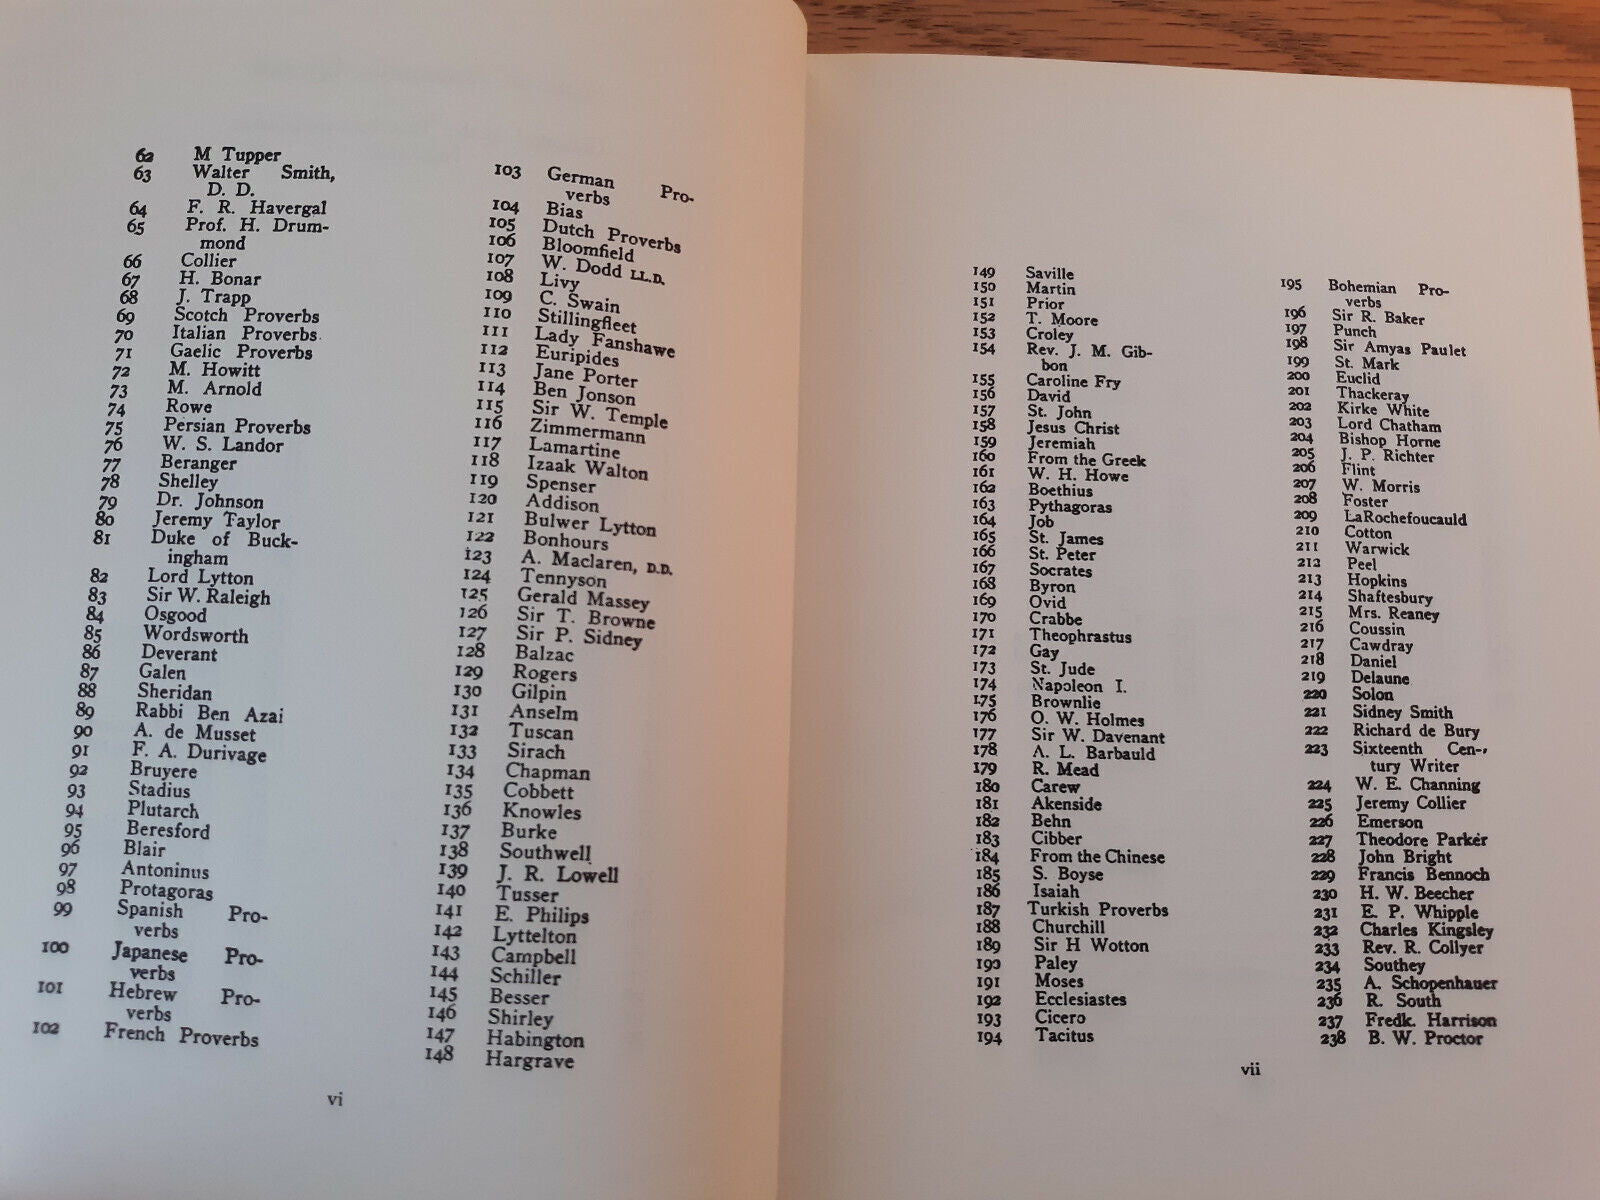 62 M Tupper
63 Walter Smith,
D. D.
64 F. R. Havergal
65 Prof. H. Drum-
mond
66 Collier
67 H. Bonar
68 J. Trapp
69 Scotch Proverbs
70 Italian Proverbs
71 Gaelic Proverbs
72 M. Howitt
73 M. Arnold
74 Rowe
75 Persian Proverbs
76 W. S. Landor
77 Beranger
78 Shelley
79 Dr. Johnson
80 Jeremy Taylor
81 Duke of Buck-
ingham
82 Lord Lytton
83 Sir W. Raleigh
84 Osgood
85 Wordsworth
86 Deverant
87 Galen
88 Sheridan
89 Rabbi Ben Azai
90 A. de Musset
91 F. A. Durivage
92 Bruyere
93 Stadius
94 Plutarch
95 Beresford
96 Blair
97 Antoninus
98 Protagoras
99 Spanish Pro-
verbs
100 Japanese Pro-
verbs
101 Hebrew Pro-
verbs
102 French Proverbs
103 German Pro-
verbs
104 Bias
105 Dutch Proverbs
106 Bloomfield
107 W. Dodd LL.D.
108 Livy
109 C. Swain
110 Stillingfleet
111 Lady Fanshawe
112 Euripides
113 Jane Porter
114 Ben Jonson
115 Sir W. Temple
116 Zimmermann
117 Lamartine
118 Izaak Walton
119 Spenser
120 Addison
121 Bulwer Lytton
122 Bonhours
123 A. Maclaren, D.D.
124 Tennyson
125 Gerald Massey
126 Sir T. Browne
127 Sir P. Sidney
128 Balzac
129 Rogers
130 Gilpin
131 Anselm
132 Tuscan
133 Sirach
134 Chapman
135 Cobbett
136 Knowles
137 Burke
138 Southwell
139 J. R. Lowell
140 Tusser
141 E. Philips
142 Lyttelton
143 Campbell
144 Schiller
145 Besser
146 Shirley
147 Habington
148 Hargrave
vi
149 Saville
150 Martin
151 Prior
152 T. Moore
153 Croley
154 Rev. J. M. Gib-
bon
155 Caroline Fry
156 David
157 St. John
158 Jesus Christ
159 Jeremiah
160 From the Greek
161 W. H. Howe
162 Boethius
163 Pythagoras
164 Job
165 St. James
166 St. Peter
167 Socrates
168 Byron
169 Ovid
170 Crabbe
171 Theophrastus
172 Gay
173 St. Jude
174 Napoleon I.
175 Brownlie
176 O. W. Holmes
177 Sir W. Davenant
178 A. L. Barbauld
179 R. Mead
180 Carew
181 Akenside
182 Behn
183 Cibber
184 From the Chinese
185 S. Boyse
186 Isaiah
187 Turkish Proverbs
188 Churchill
189 Sir H Wotton
190 Paley
191 Moses
192 Ecclesiastes
193 Cicero
194 Tacitus
195 Bohemian Pro-
verbs
196 Sir R. Baker
197 Punch
198 Sir Amyas Paulet
199 St. Mark
200 Euclid
201 Thackeray
202 Kirke White
203 Lord Chatham
204 Bishop Horne
205 J. P. Richter
206 Flint
207 W. Morris
208 Foster
209 LaRochefoucauld
210 Cotton
211 Warwick
212 Peel
213 Hopkins
214 Shaftesbury
215 Mrs. Reaney
216 Coussin
217 Cawdray
218 Daniel
219 Delaune
220 Solon
221 Sidney Smith
222 Richard de Bury
223 Sixteenth Cen-
tury Writer
224 W. E. Channing
225 Jeremy Collier
226 Emerson
227 Theodore Parker
228 John Bright
229 Francis Bennoch
230 H. W. Beecher
231 E. P. Whipple
232 Charles Kingsley
233 Rev. R. Collyer
234 Southey
235 A. Schopenhauer
236 R. South
237 Fredk. Harrison
238 B. W. Proctor
vii